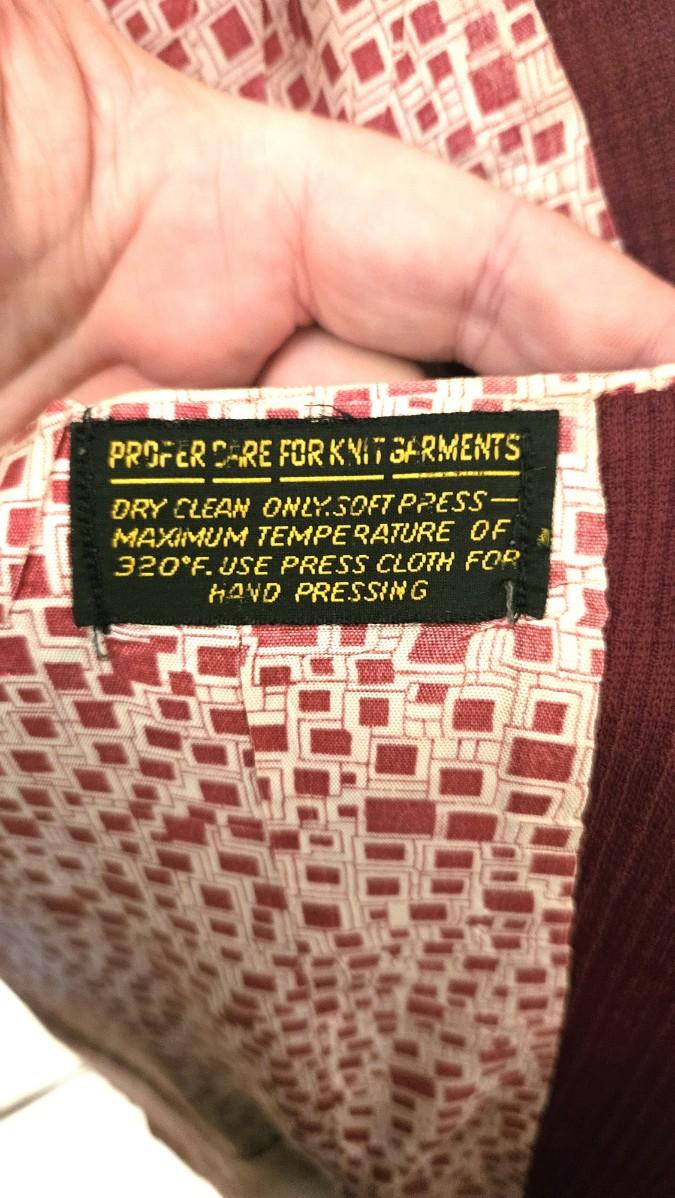 PROPER CARE FOR KNIT GARMENTS
DRY CLEAN ONLY. SOFT PRESS—
MAXIMUM TEMPERATURE OF
320°F. USE PRESS CLOTH FOR
HAND PRESSING